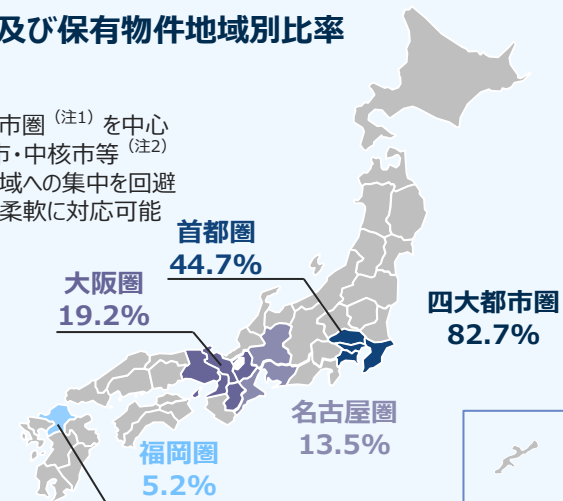 及び保有物件地域別比率
市圏（注1）を中心
市・中核市等（注2）
域への集中を回避
柔軟に対応可能
首都圏
44.7%
大阪圏
19.2%
四大都市圏
82.7%
名古屋圏
13.5%
福岡圏
5.2%